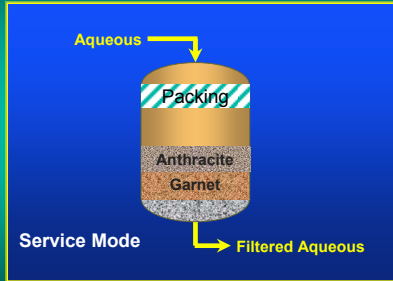 Aqueous
Packing
Anthracite
Garnet
Service Mode
Filtered Aqueous